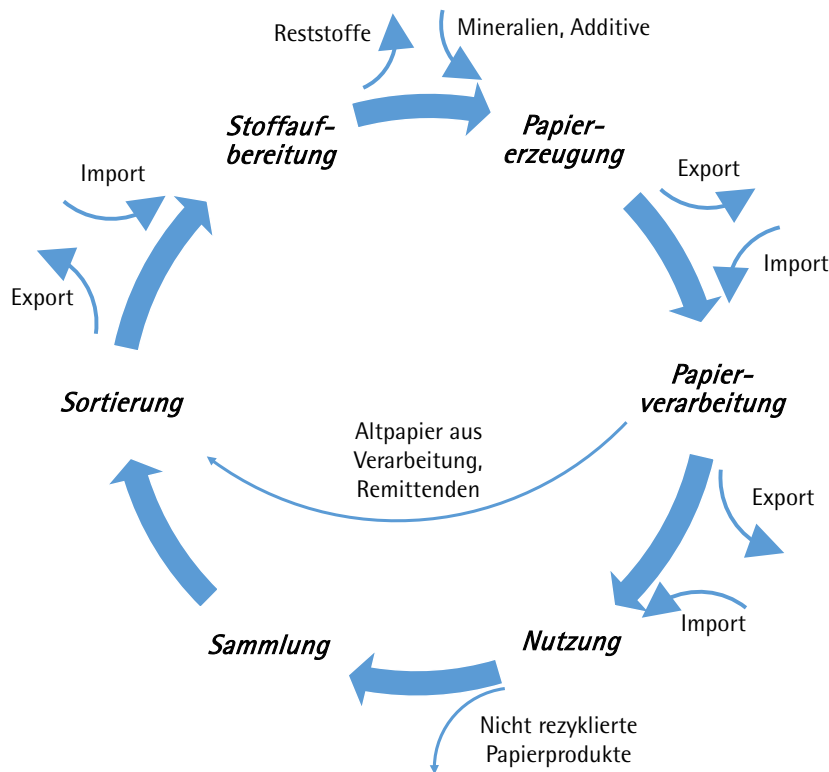 Reststoffe
Mineralien, Additive
Stoffauf-
bereitung
Papier-
erzeugung
Import
Export
Export
Import
Sortierung
Papier-
verarbeitung
Altpapier aus
Verarbeitung,
Remittenden
Export
Import
Sammlung
Nutzung
Nicht rezyklierte
Papierprodukte